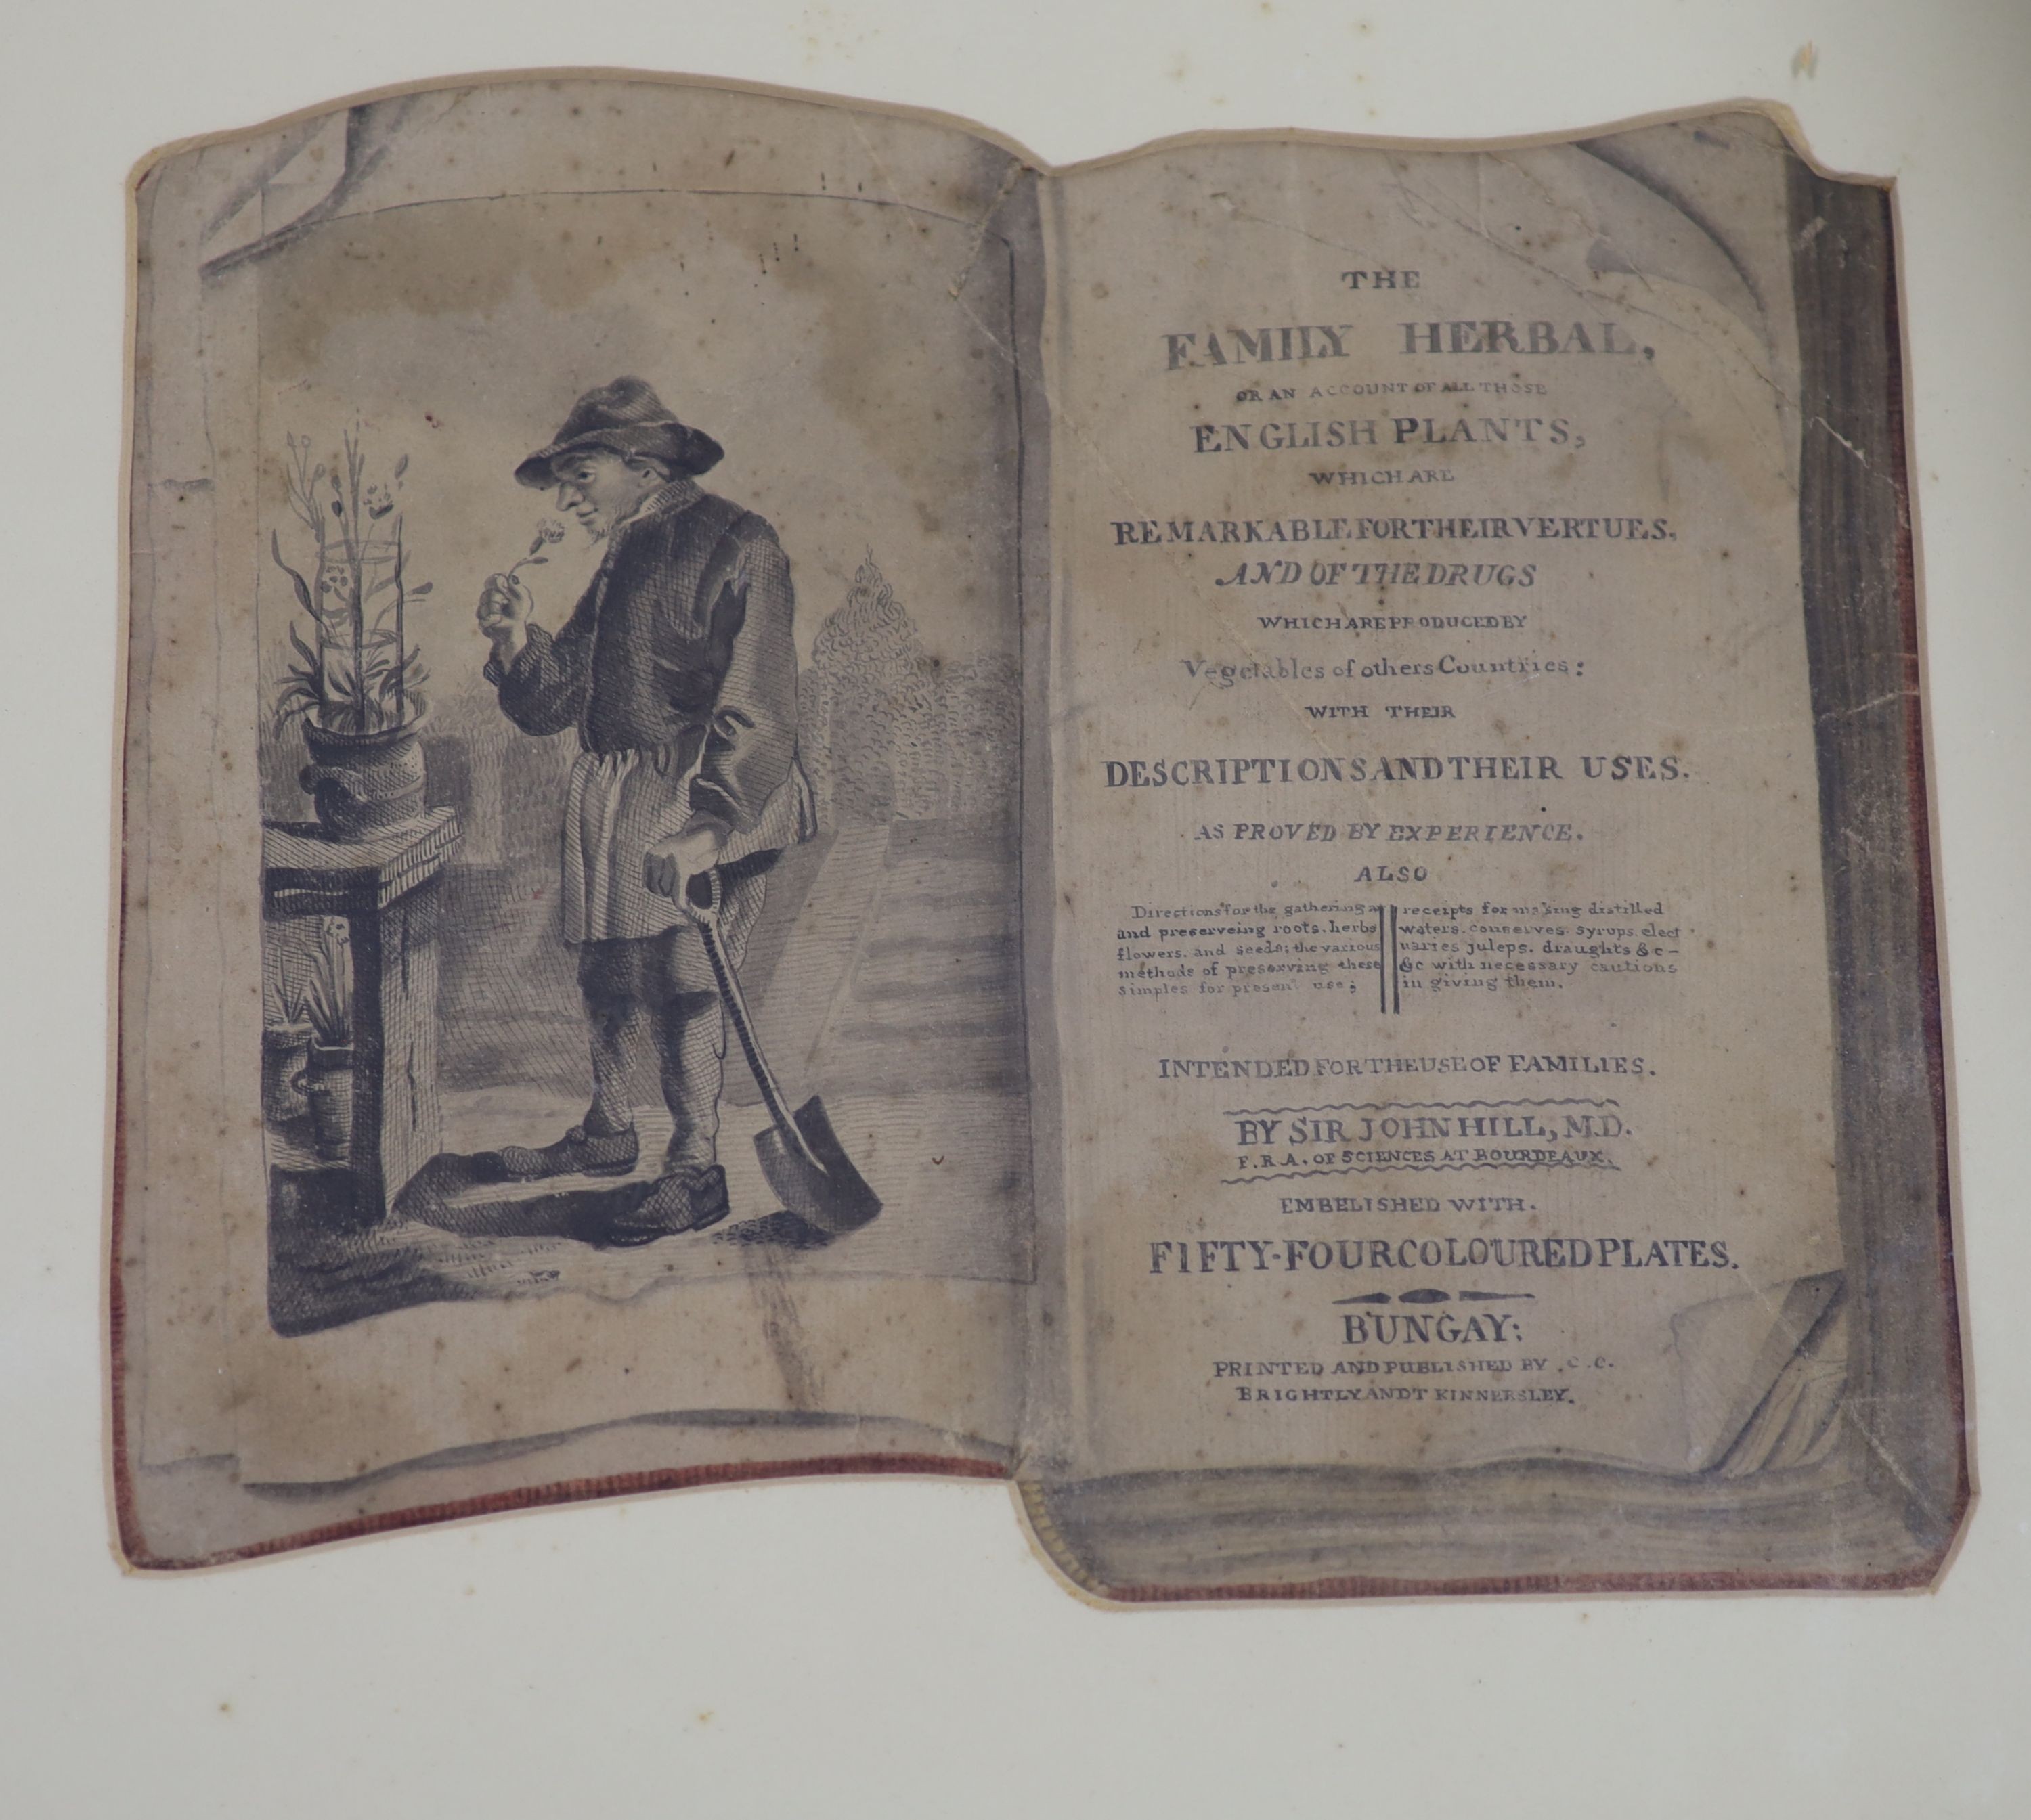 THE
FAMILY HERBAL,
OR AN ACCOUNT OF ALL THOSE
ENGLISH PLANTS,
WHICH ARE
REMARKABLE FOR THEIR VERTUES,
AND OF THE DRUGS
WHICH ARE PRODUCED BY
Vegetables of others Countries:
WITH THEIR
DESCRIPTIONS AND THEIR USES.
AS PROVED BY EXPERIENCE.
ALSO
Directions for the gathering
and preserveing roots. herbs
flowers. and seeds; the various
methods of preserving these
simples for present use;
receipts for making distilled
waters. conserves. syrups. elect
uaries juleps. draughts & c-
&c with necessary cautions
in giving them.
INTENDED FOR THE USE OF FAMILIES.
BY SIR JOHN HILL, M.D.
F.R.A. OF SCIENCES AT BOURDEAUX.
EMBELISHED WITH.
FIFTY-FOUR COLOURED PLATES.
BUNGAY:
PRINTED AND PUBLISHED BY .C.C.
BRIGHTLY AND T KINNERSLEY.